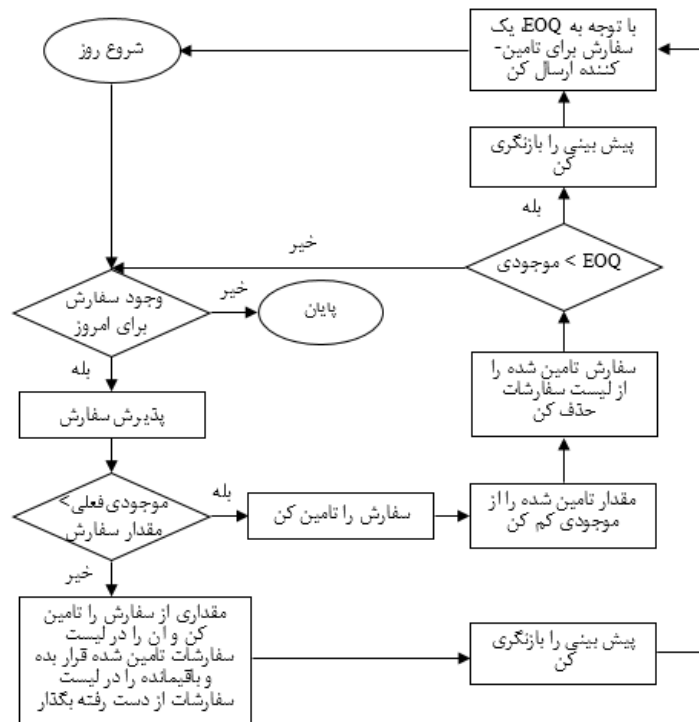 شروع روز
با توجه به EOQ یک
سفارش برای تامین-
کننده ارسال کن
پیش بینی را بازنگری
کن
بله
خیر
EOQ > موجودی
وجود سفارش
برای امروز
خیر
پایان
بله
پذیرش سفارش
سفارش تامین شده را
از لیست سفارشات
حذف کن
موجودی فعلی<
مقدار سفارش
بله
سفارش را تامین کن
مقدار تامین شده را از
موجودی کم کن
خیر
مقداری از سفارش را تامین
کن و ان را در لیست
سفارشات تامین شده قرار بده
و باقیمانده را در لیست
سفارشات از دست رفته بگذار
پیش بینی را بازنگری
کن